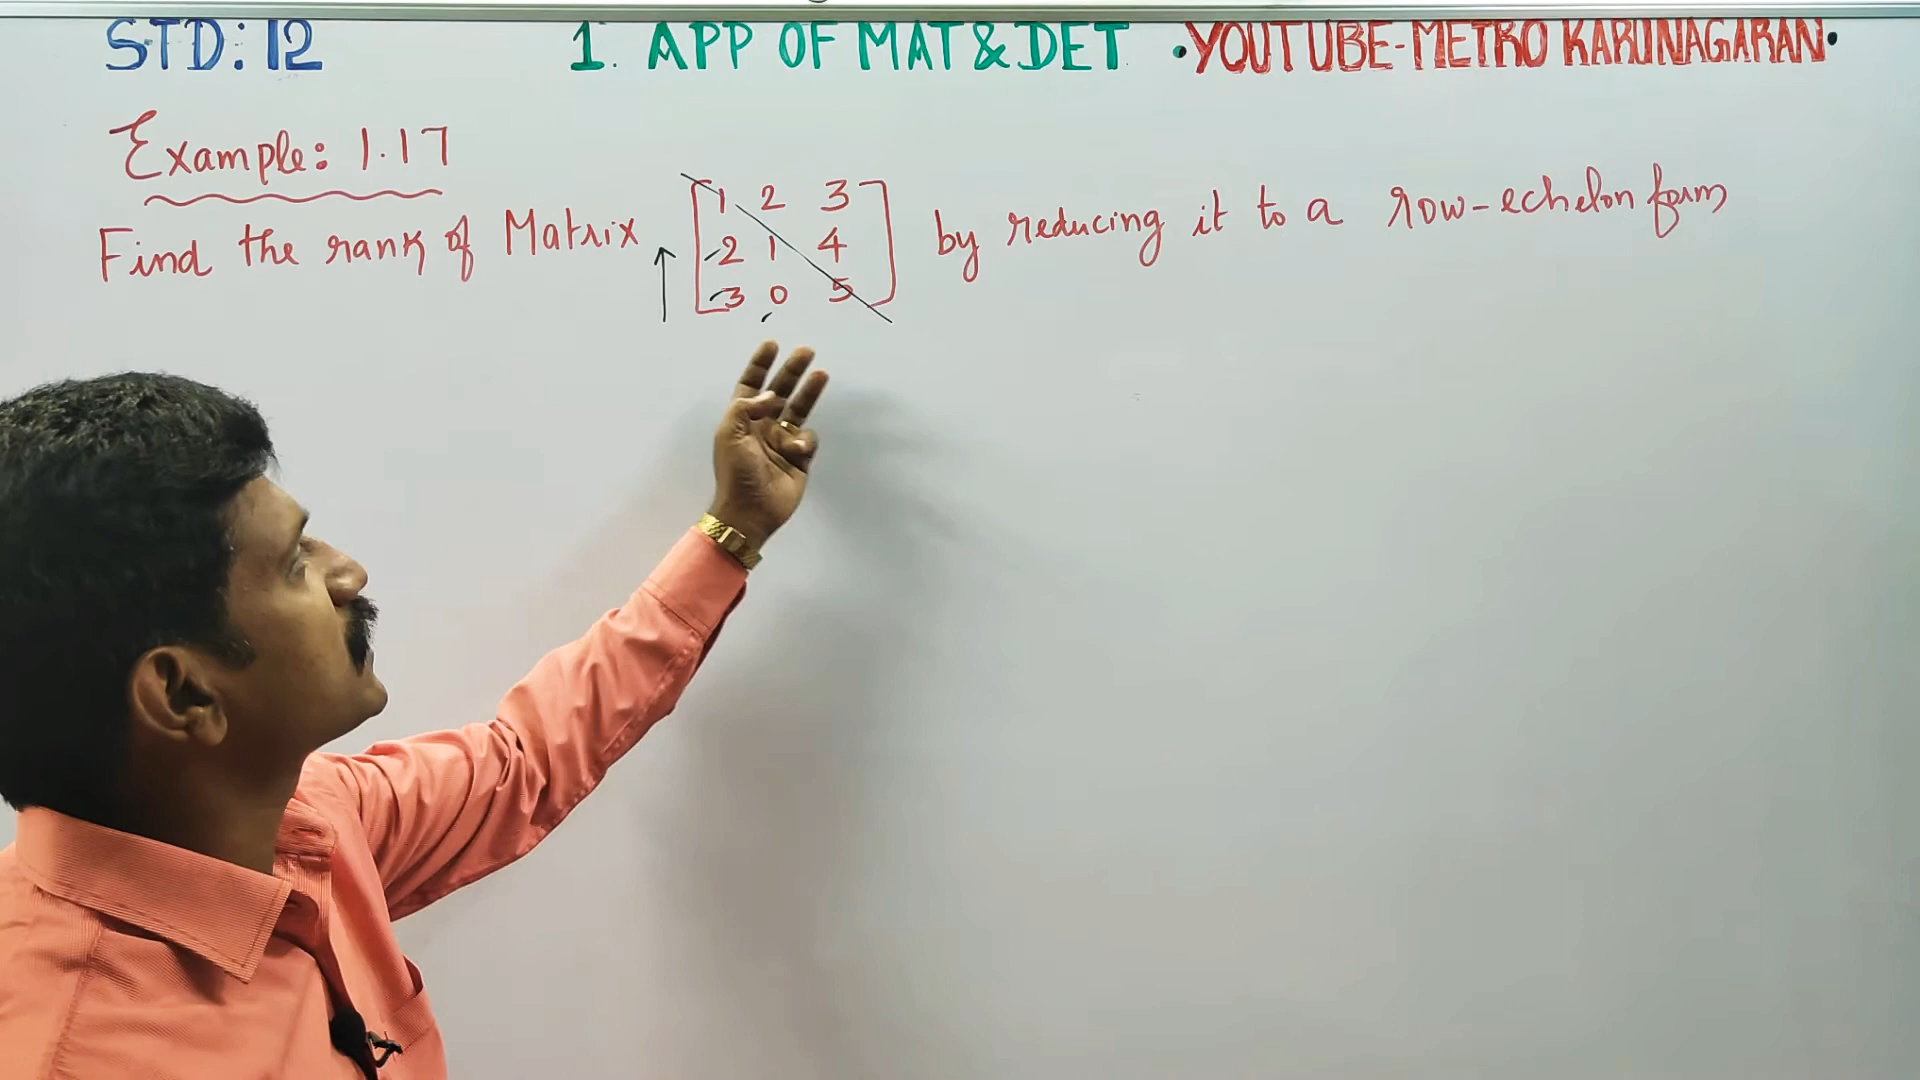 STD: 12 1. APP OF MAT & DET • YOUTUBE-METRO KARUNAGARAN •
Example: 1.17
Find the rank of Matrix [1 2 3 by reducing it to a row-echelon form
2 1 4
3 0 5]